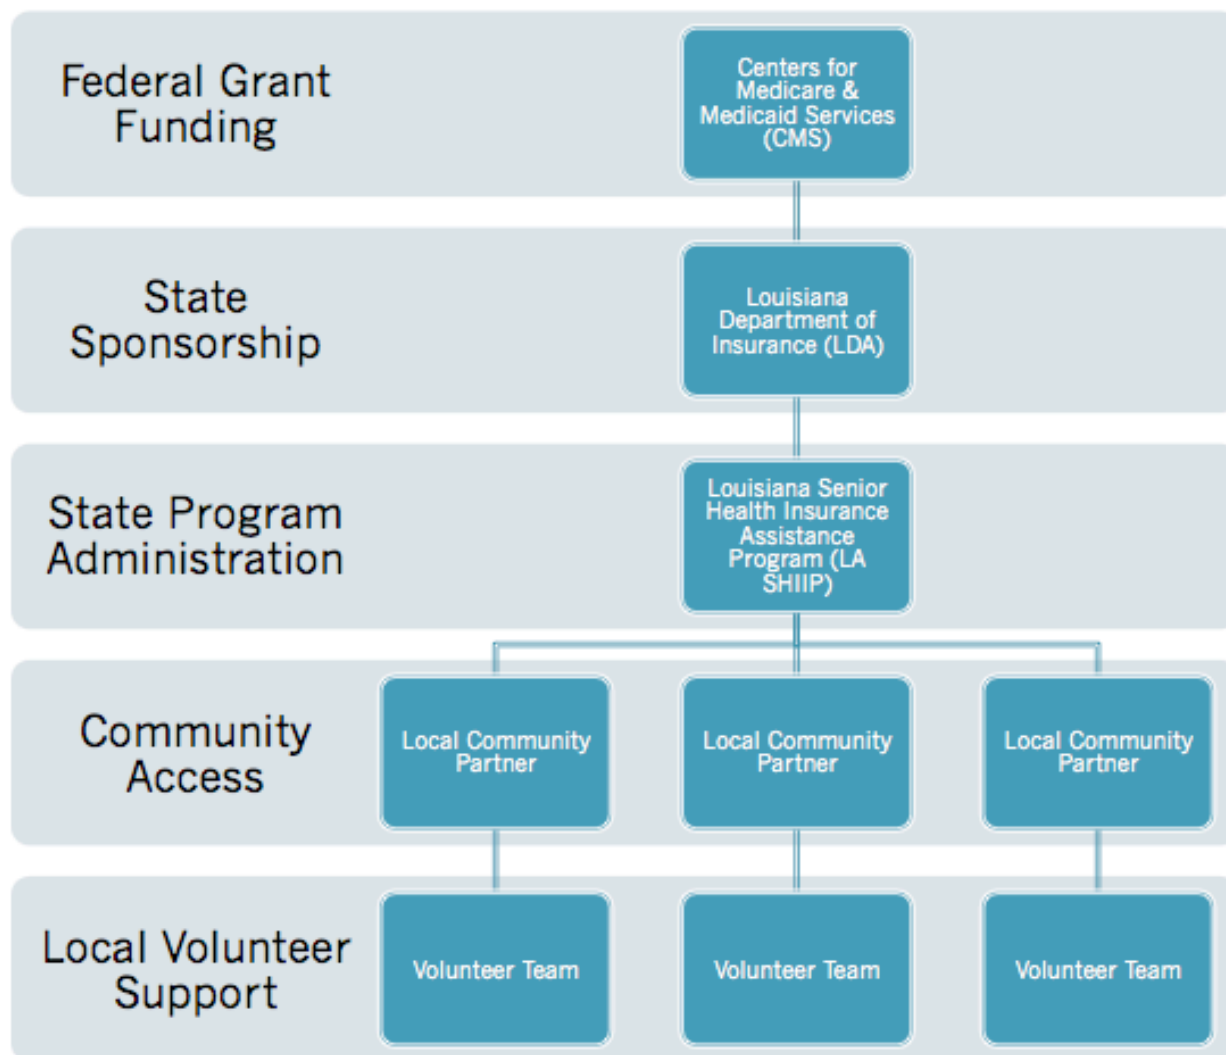 Federal Grant
Funding
Centers for
Medicare &
Medicaid Services
(CMS)
State
Sponsorship
Louisiana
Department of
Insurance (LDA)
State Program
Administration
Louisiana Senior
Health Insurance
Assistance
Program (LA
SHIIP)
Community
Access
Local Community
Partner
Local Community
Partner
Local Community
Partner
Local Volunteer
Support
Volunteer Team
Volunteer Team
Volunteer Team